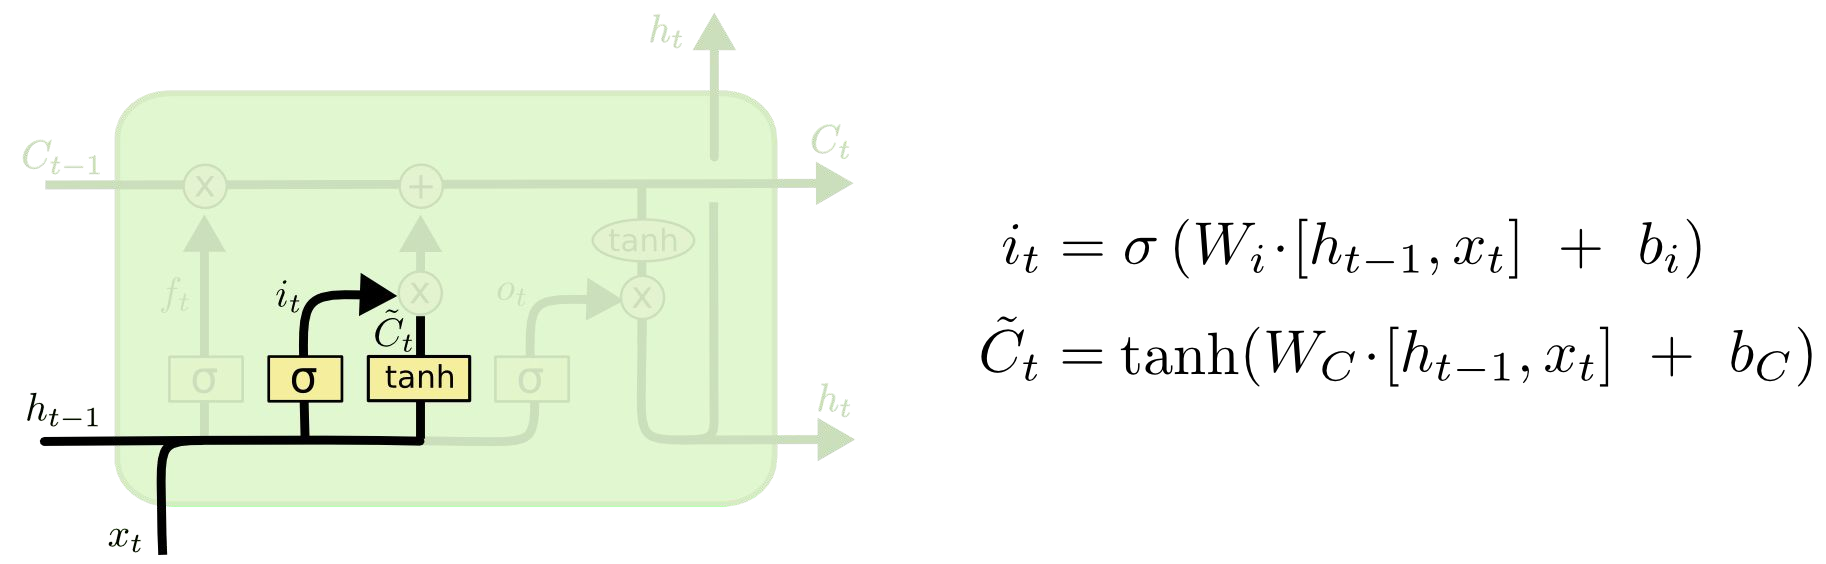 h_t
C_{t-1}
C_t
x
+
tanh
f_t
i_t
x
o_t
x
C̃_t
σ
σ
tanh
σ
h_{t-1}
h_t
x_t
i_t = σ (W_i·[h_{t-1}, x_t] + b_i)
C̃_t = tanh(W_C·[h_{t-1}, x_t] + b_C)